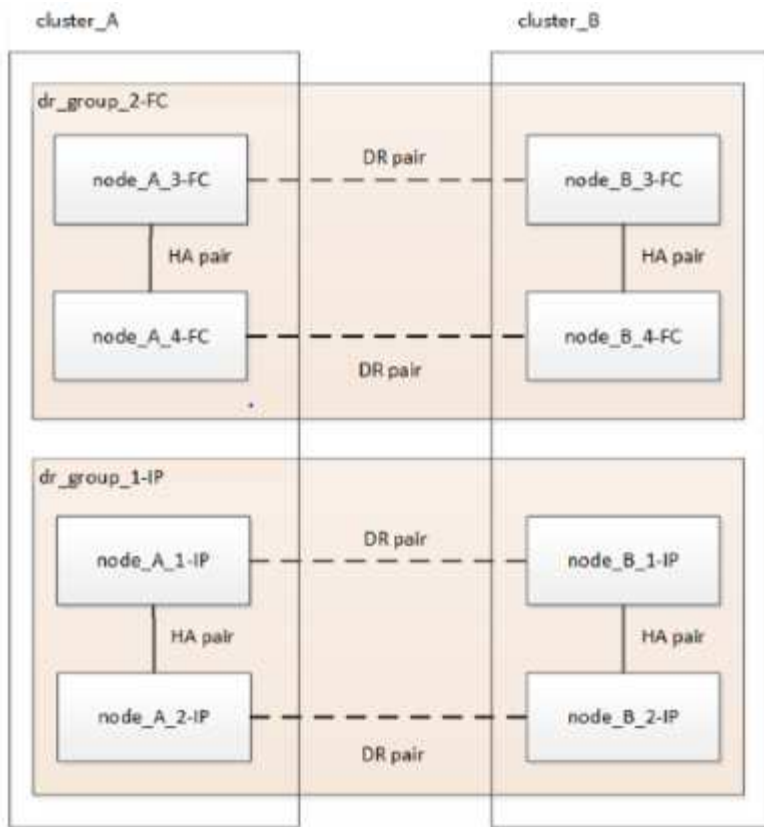 cluster_A
cluster_B
dr_group_2-FC
DR pair
node_A_3-FC
node_B_3-FC
HA pair
HA pair
node_A_4-FC
node_B_4-FC
DR pair
dr_group_1-IP
DR pair
node_A_1-IP
node_B_1-IP
HA pair
HA pair
node_A_2-IP
node_B_2-IP
DR pair